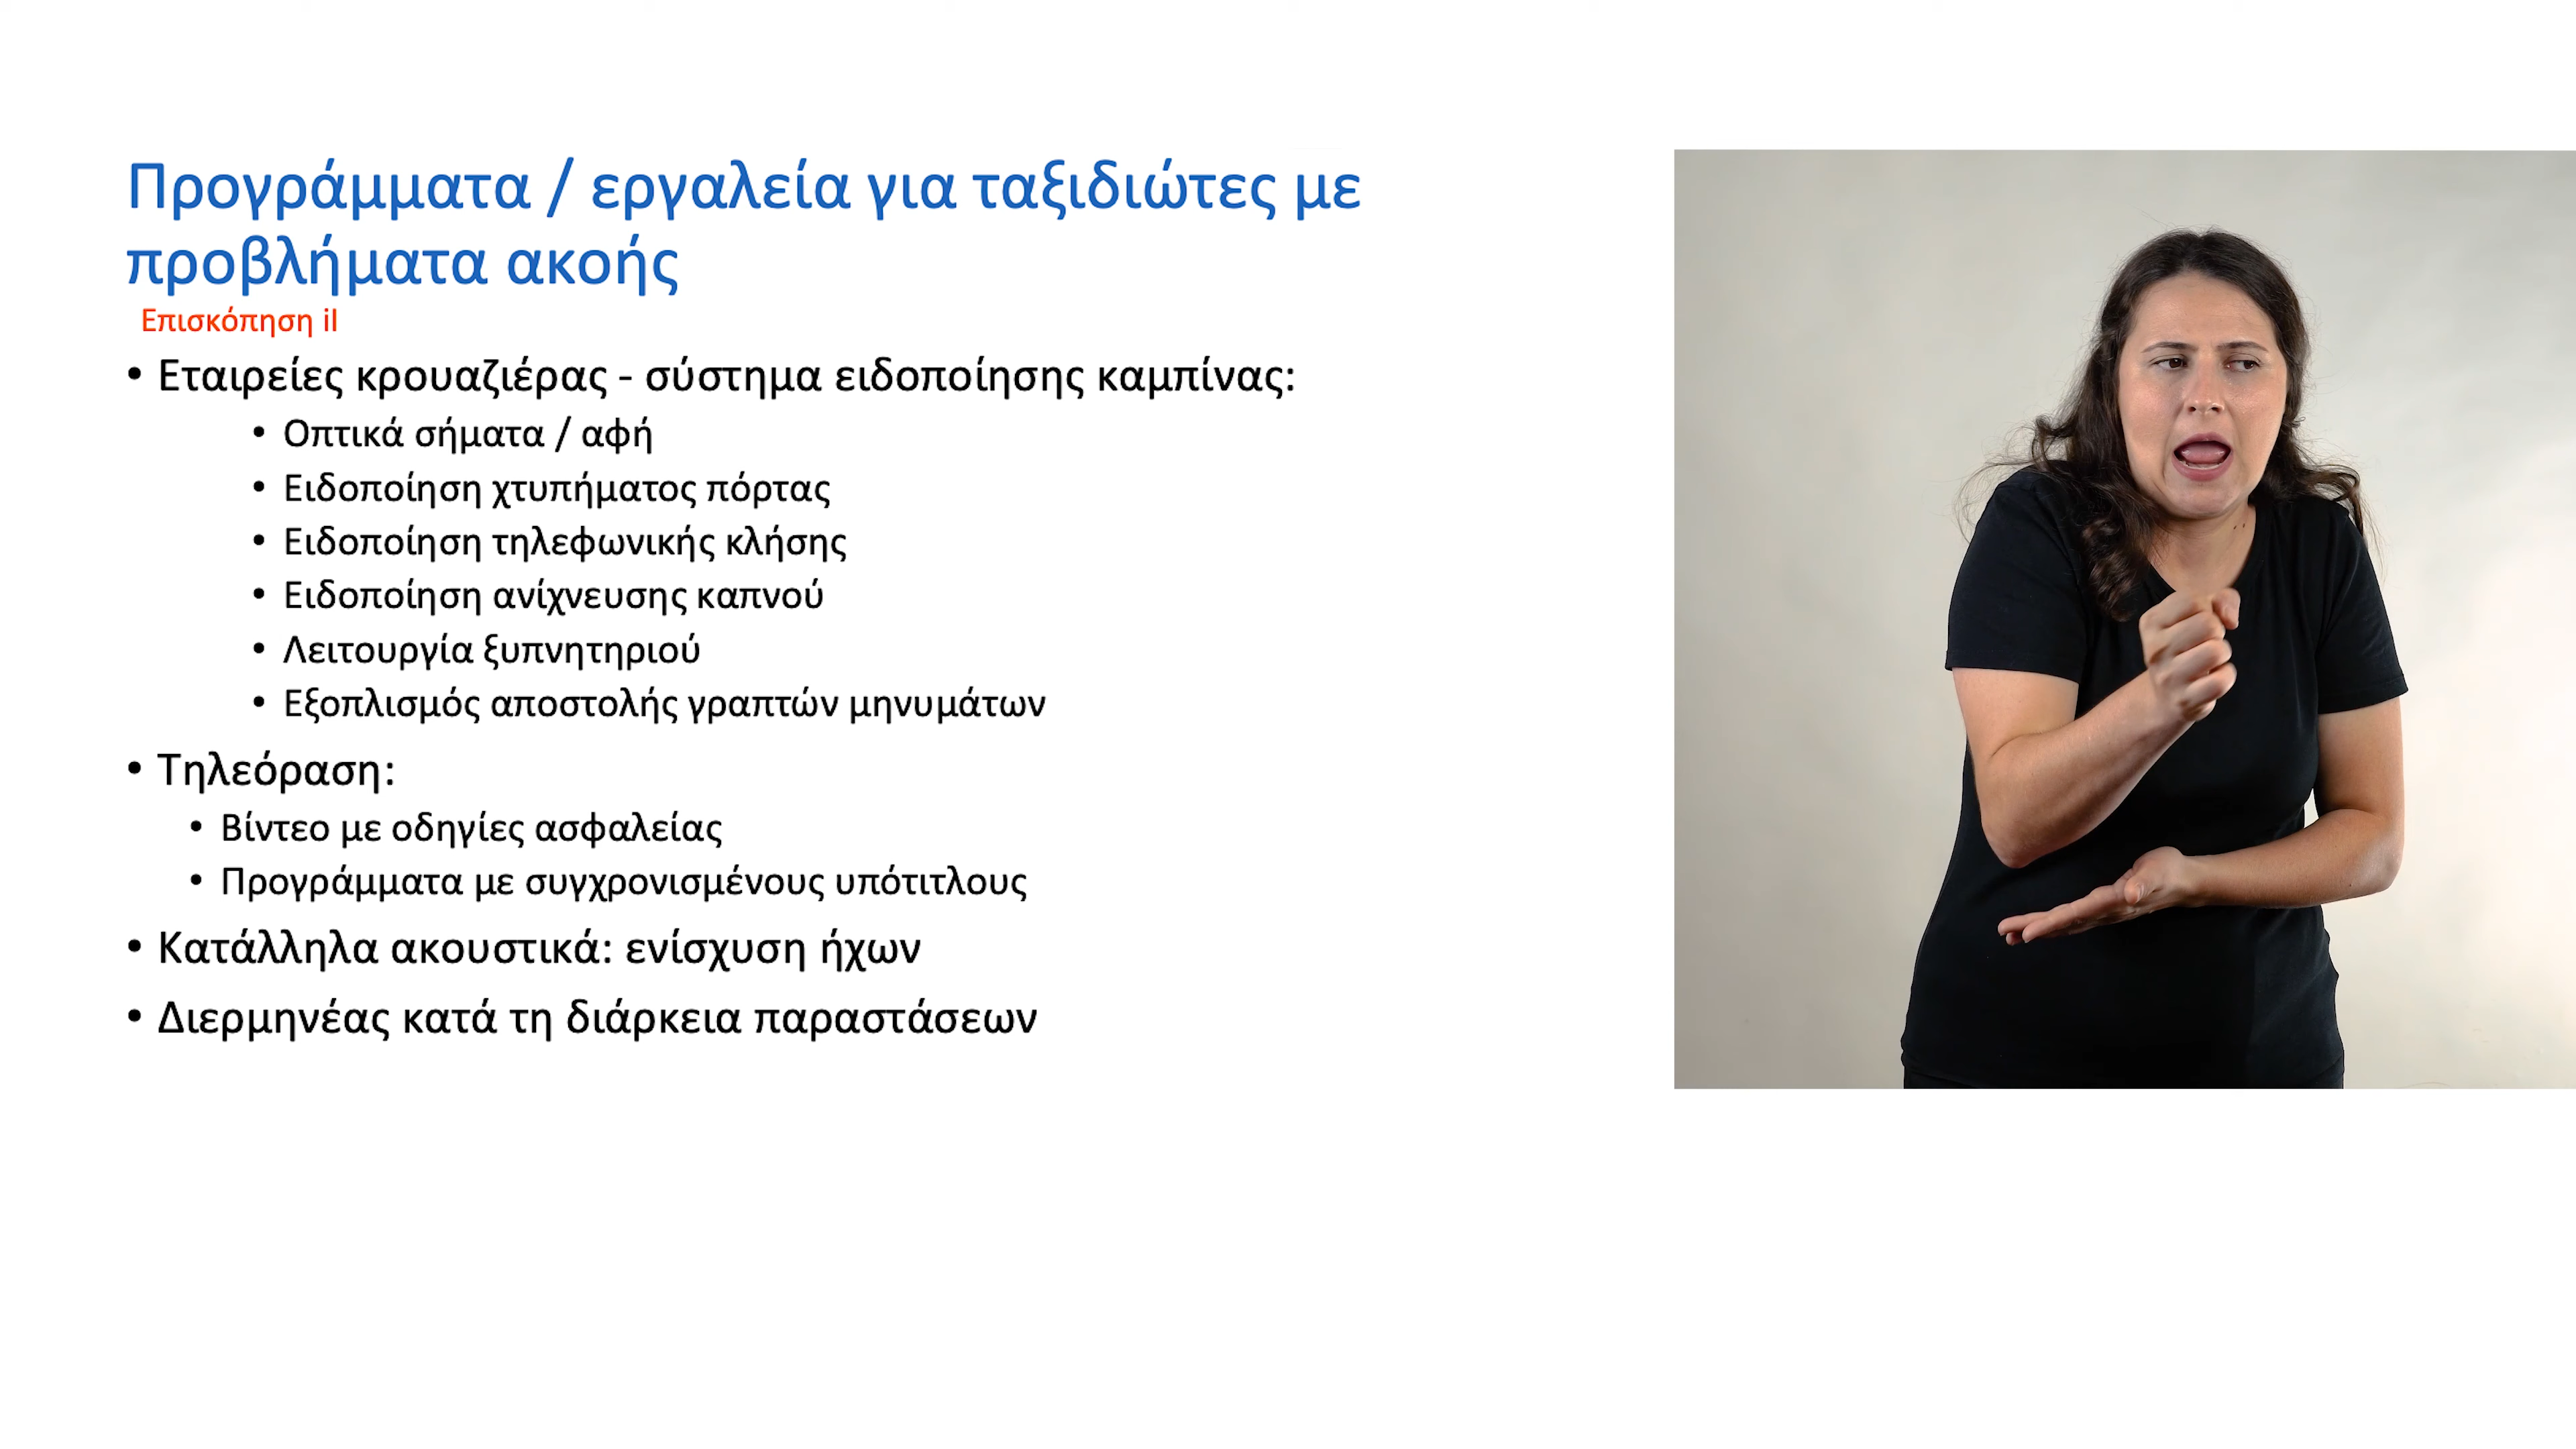 Προγράμματα / εργαλεία για ταξιδιώτες με
προβλήματα ακοής
Επισκόπηση iI
• Εταιρείες κρουαζιέρας - σύστημα ειδοποίησης καμπίνας:
• Οπτικά σήματα / αφή
• Ειδοποίηση χτυπήματος πόρτας
• Ειδοποίηση τηλεφωνικής κλήσης
• Ειδοποίηση ανίχνευσης καπνού
• Λειτουργία ξυπνητηριού
• Εξοπλισμός αποστολής γραπτών μηνυμάτων
• Τηλεόραση:
• Βίντεο με οδηγίες ασφαλείας
• Προγράμματα με συγχρονισμένους υπότιτλους
• Κατάλληλα ακουστικά: ενίσχυση ήχων
• Διερμηνέας κατά τη διάρκεια παραστάσεων